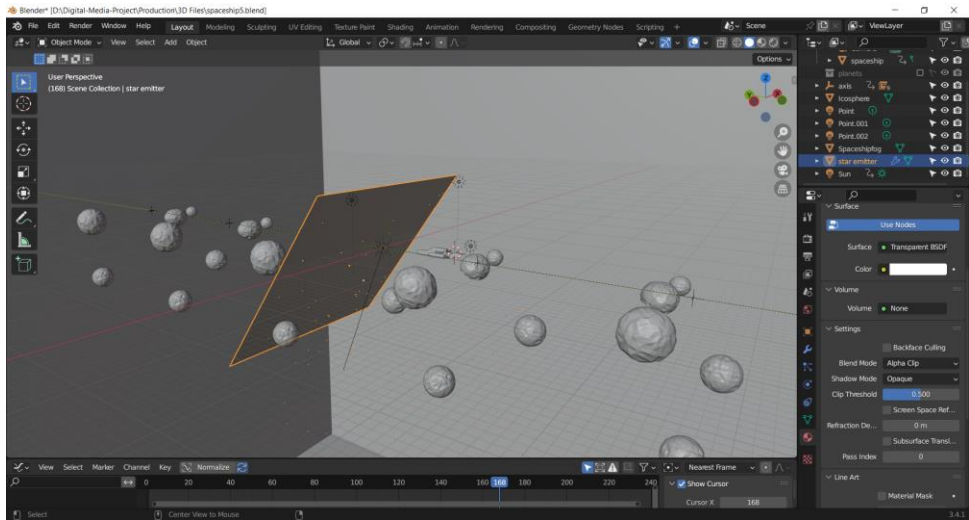 Blender* [D:\Digital-Media-Project\Production\3D Files\spaceship5.blend]
File Edit Render Window Help Layout Modeling Sculpting UV Editing Texture Paint Shading Animation Rendering Compositing Geometry Nodes Scripting + Scene ViewLayer
Object Mode View Select Add Object Global
Options
User Perspective
(168) Scene Collection | star emitter
Z
Y
X
spaceship
planets
axis
Icosphere
Point
Point.001
Point.002
Spaceshipfog
star emitter
Sun
Surface
Use Nodes
Surface Transparent BSDF
Color
Volume
Volume None
Settings
Backface Culling
Blend Mode Alpha Clip
Shadow Mode Opaque
Clip Threshold 0.500
Screen Space Ref...
Refraction De... 0 m
Subsurface Transl...
Pass Index 0
Line Art
Material Mask
View Select Marker Channel Key Normalize Nearest Frame
0 20 40 60 80 100 120 140 160 168 180 200 220 240
Show Cursor
Cursor X 168
Select Center View to Mouse 3.4.1